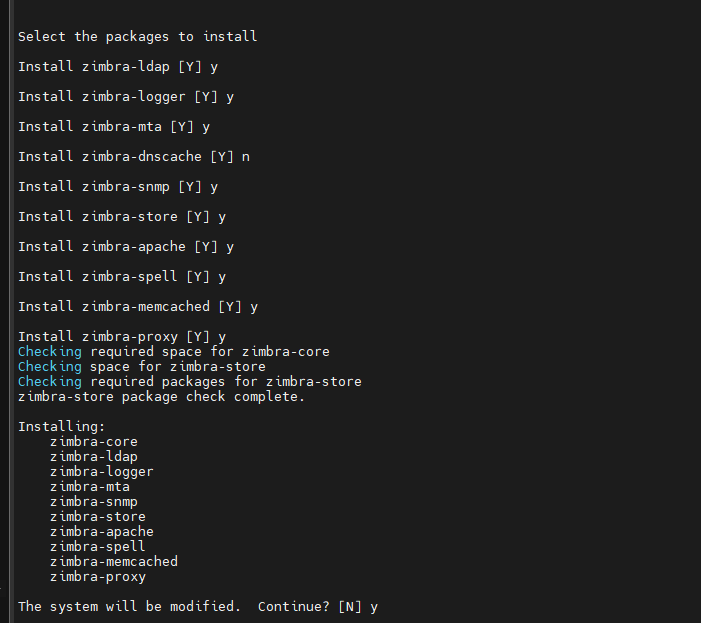 Select the packages to install
Install zimbra-ldap [Y] y
Install zimbra-logger [Y] y
Install zimbra-mta [Y] y
Install zimbra-dnscache [Y] n
Install zimbra-snmp [Y] y
Install zimbra-store [Y] y
Install zimbra-apache [Y] y
Install zimbra-spell [Y] y
Install zimbra-memcached [Y] y
Install zimbra-proxy [Y] y
Checking required space for zimbra-core
Checking space for zimbra-store
Checking required packages for zimbra-store
zimbra-store package check complete.
Installing:
    zimbra-core
    zimbra-ldap
    zimbra-logger
    zimbra-mta
    zimbra-snmp
    zimbra-store
    zimbra-apache
    zimbra-spell
    zimbra-memcached
    zimbra-proxy
The system will be modified.  Continue? [N] y